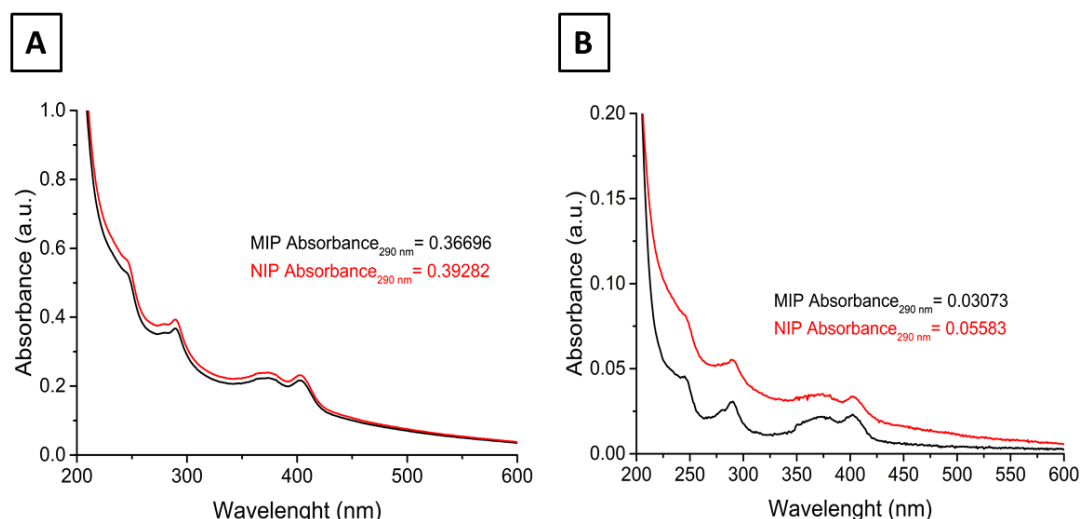 A
B
1.0
0.8
0.6
0.4
0.2
0.0
Absorbance (a.u.)
MIP Absorbance290 nm= 0.36696
NIP Absorbance290 nm= 0.39282
200
300
400
500
600
Wavelenght (nm)
0.20
0.15
0.10
0.05
0.00
Absorbance (a.u.)
MIP Absorbance290 nm= 0.03073
NIP Absorbance290 nm= 0.05583
200
250
300
350
400
450
500
550
600
Wavelenght (nm)